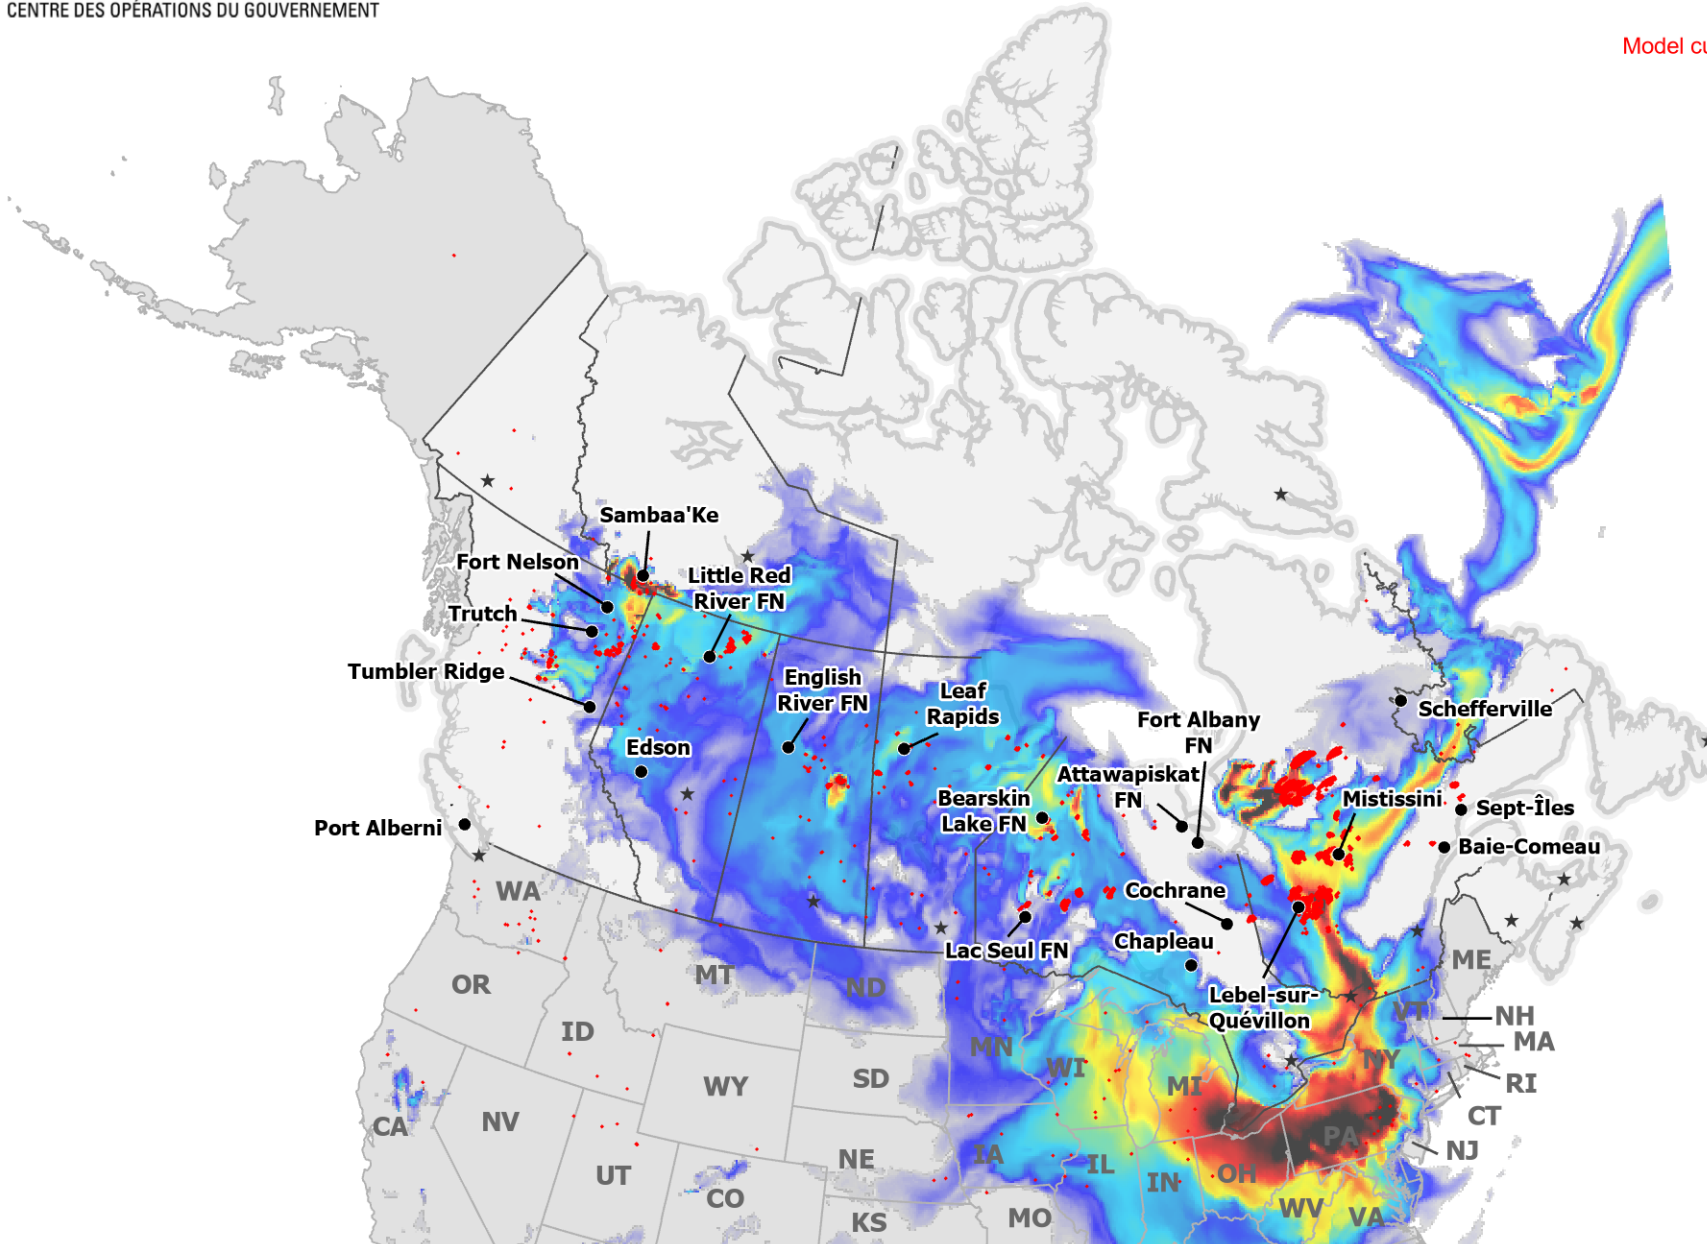 CENTRE DES OPÉRATIONS DU GOUVERNEMENT
Model cu
Sambaa'Ke
Fort Nelson
Little Red
River FN
Trutch
Tumbler Ridge
English
River FN
Leaf
Rapids
Fort Albany
FN
Schefferville
Edson
Attawapiskat
FN
Bearskin
Lake FN
Mistissini
Sept-Îles
Port Alberni
Baie-Comeau
Cochrane
WA
Chapleau
Lac Seul FN
ME
MT
OR
ND
Lebel-sur-
Quévillon
VT
NH
ID
MN
MA
WI
NY
SD
WY
MI
RI
NV
CA
CT
PA
NJ
IA
NE
IL
UT
IN
OH
CO
WV
VA
KS
MO